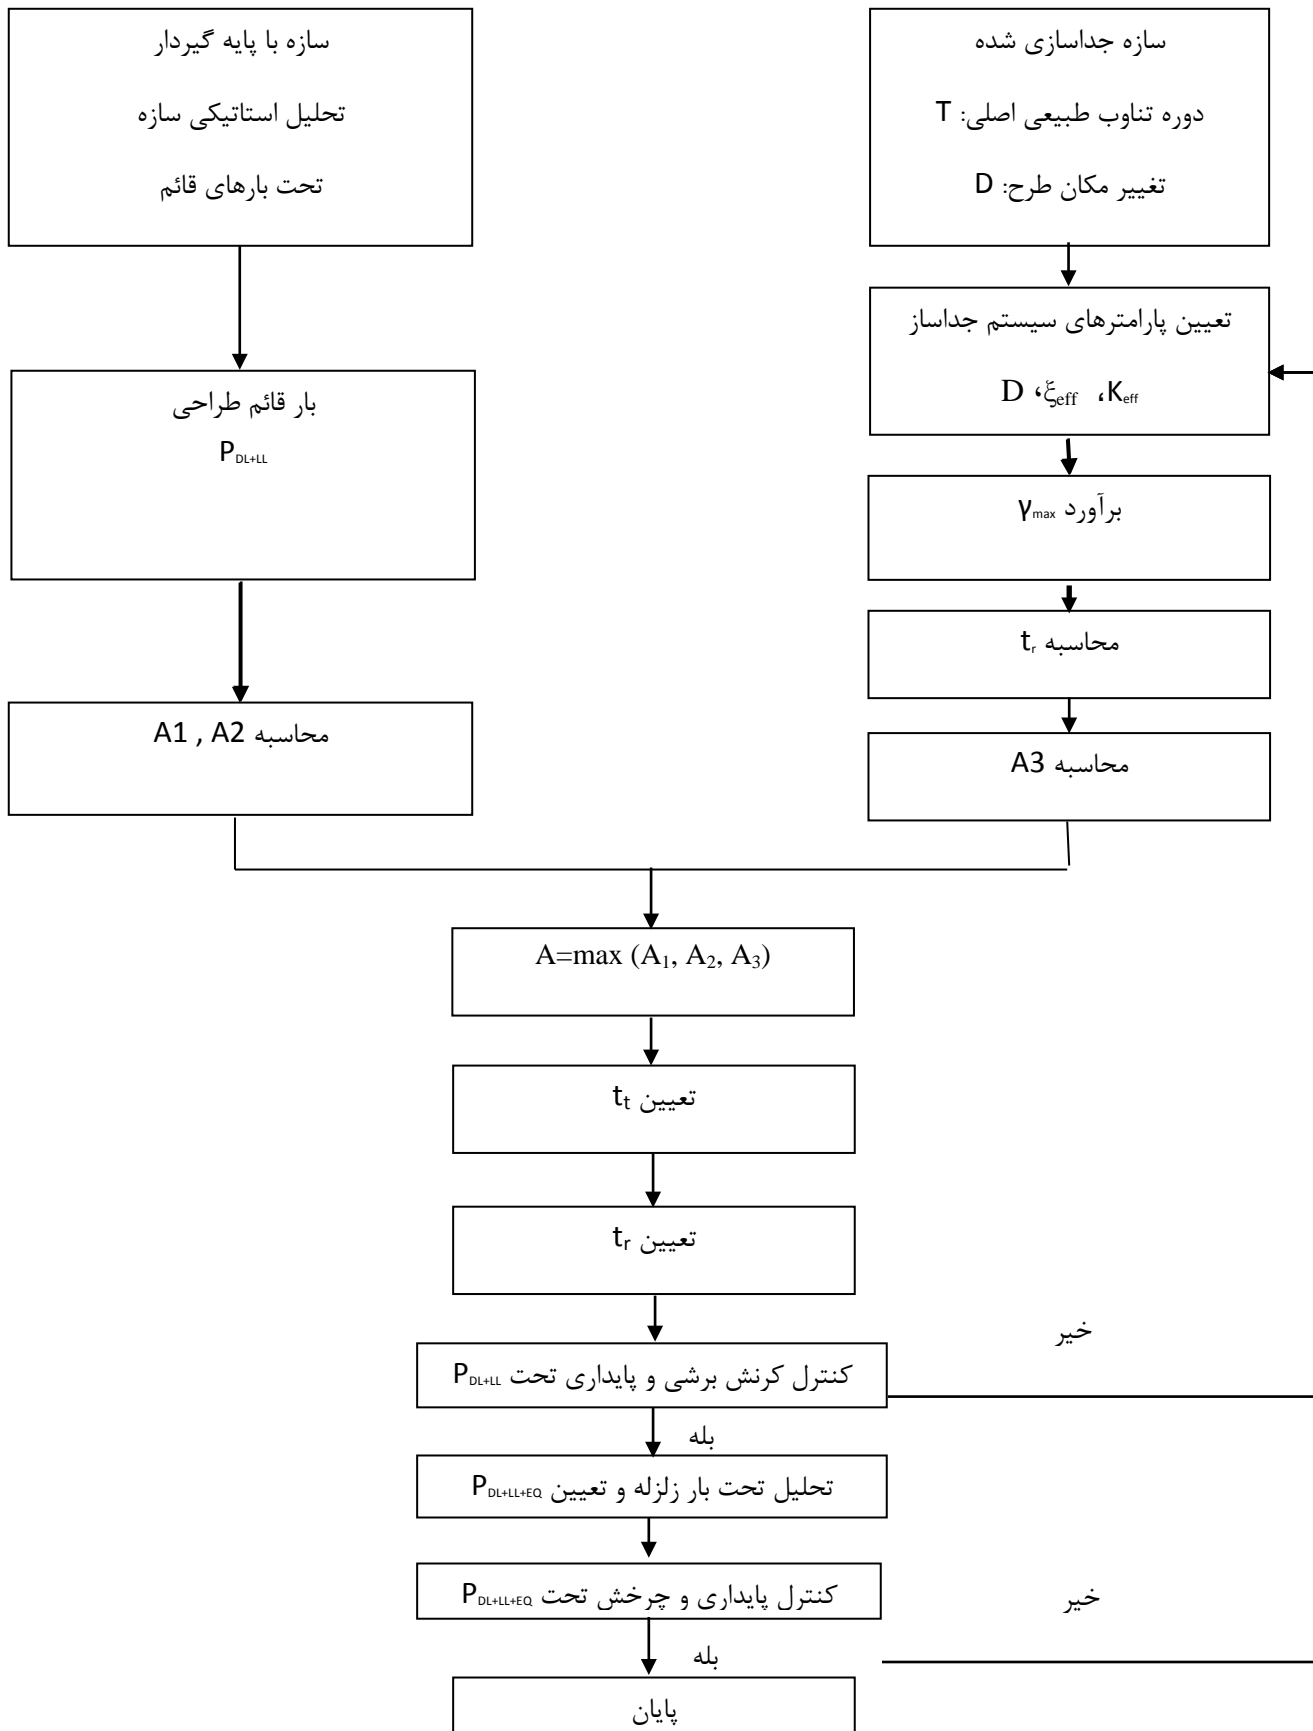 سازه با پایه گیردار
تحلیل استاتیکی سازه
تحت بارهای قائم
بار قائم طراحی
P_DL+LL
محاسبه A1 , A2
سازه جداسازی شده
دوره تناوب طبیعی اصلی: T
تغییر مکان طرح: D
تعیین پارامترهای سیستم جداساز
D ،ξeff ،Keff
برآورد γmax
محاسبه tr
محاسبه A3
A=max (A1, A2, A3)
تعیین tt
تعیین tr
کنترل کرنش برشی و پایداری تحت PDL+LL
خیر
بله
تحلیل تحت بار زلزله و تعیین PDL+LL+EQ
کنترل پایداری و چرخش تحت PDL+LL+EQ
خیر
بله
پایان